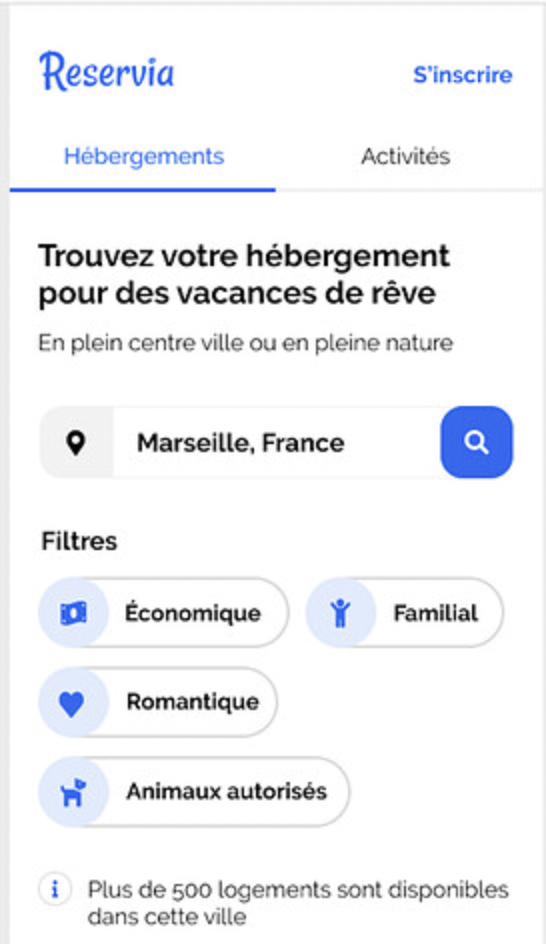 Reservia
S'inscrire
Hébergements
Activités
Trouvez votre hébergement
pour des vacances de rêve
En plein centre ville ou en pleine nature
Marseille, France
Filtres
Économique
Familial
Romantique
Animaux autorisés
Plus de 500 logements sont disponibles
dans cette ville